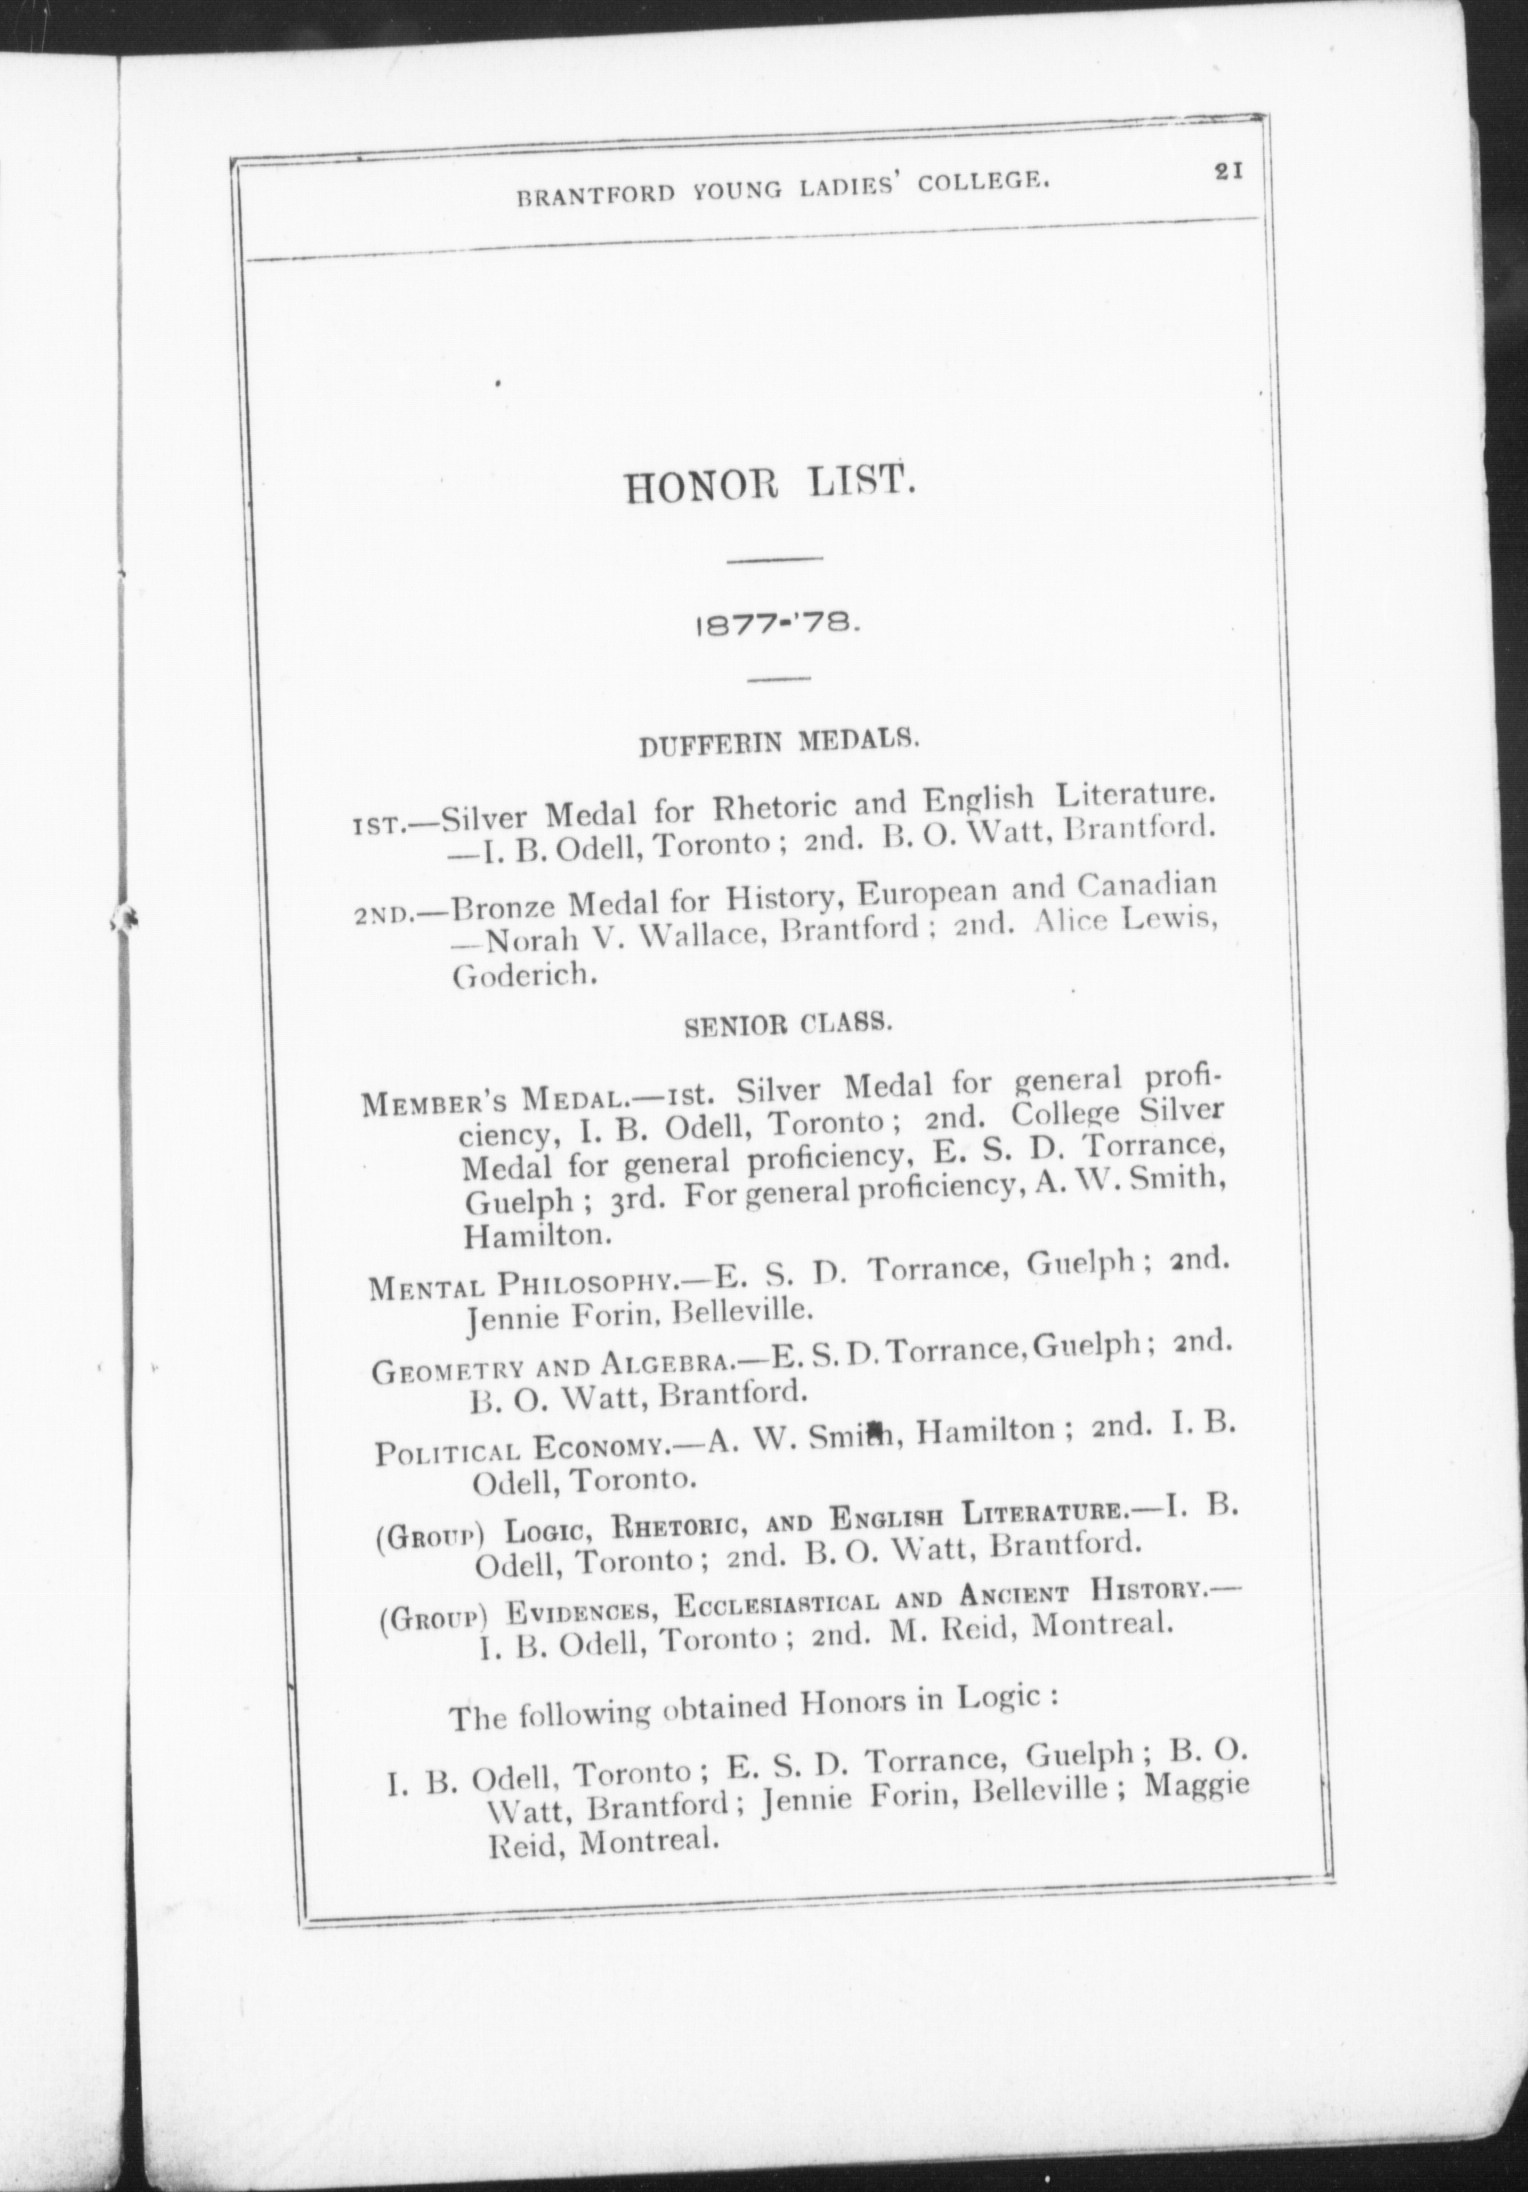 BRANTFORD YOUNG LADIES' COLLEGE. 21
HONOR LIST.
1877-'78.
DUFFERIN MEDALS.
1ST.—Silver Medal for Rhetoric and English Literature.
—I. B. Odell, Toronto; 2nd. B. O. Watt, Brantford.
2ND.—Bronze Medal for History, European and Canadian
—Norah V. Wallace, Brantford; 2nd. Alice Lewis,
Goderich.
SENIOR CLASS.
MEMBER'S MEDAL.—1st. Silver Medal for general profi-
ciency, I. B. Odell, Toronto; 2nd. College Silver
Medal for general proficiency, E. S. D. Torrance,
Guelph; 3rd. For general proficiency, A. W. Smith,
Hamilton.
MENTAL PHILOSOPHY.—E. S. D. Torrance, Guelph; 2nd.
Jennie Forin, Belleville.
GEOMETRY AND ALGEBRA.—E. S. D. Torrance, Guelph; 2nd.
B. O. Watt, Brantford.
POLITICAL ECONOMY.—A. W. Smith, Hamilton; 2nd. I. B.
Odell, Toronto.
(GROUP) LOGIC, RHETORIC, AND ENGLISH LITERATURE.—I. B.
Odell, Toronto; 2nd. B. O. Watt, Brantford.
(GROUP) EVIDENCES, ECCLESIASTICAL AND ANCIENT HISTORY.—
I. B. Odell, Toronto; 2nd. M. Reid, Montreal.
The following obtained Honors in Logic:
I. B. Odell, Toronto; E. S. D. Torrance, Guelph; B. O.
Watt, Brantford; Jennie Forin, Belleville; Maggie
Reid, Montreal.